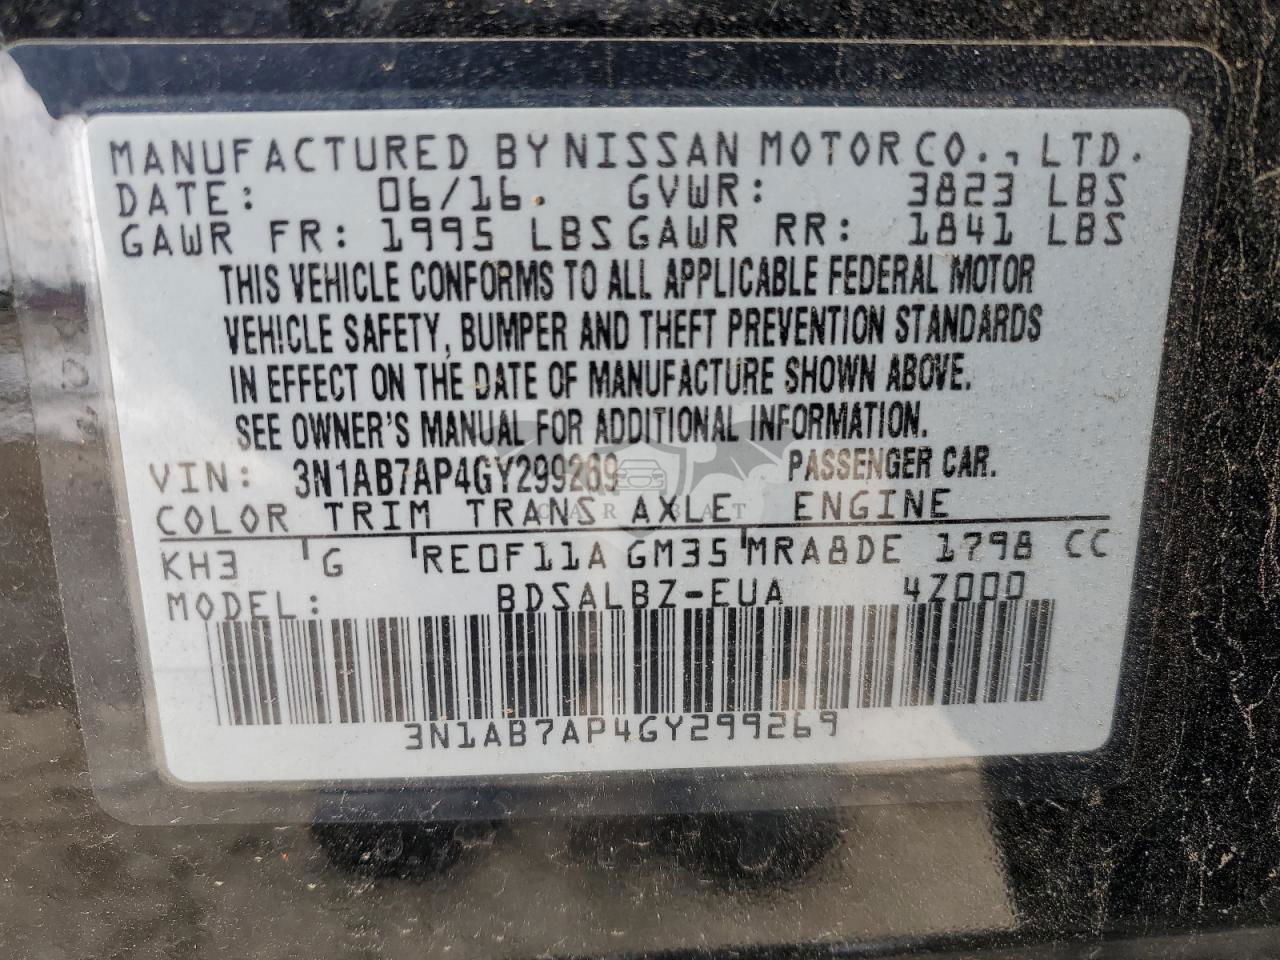 MANUFACTURED BY NISSAN MOTOR CO., LTD.
DATE: 06/16. GVWR: 3823 LBS
GAWR FR: 1995 LBS GAWR RR: 1841 LBS
THIS VEHICLE CONFORMS TO ALL APPLICABLE FEDERAL MOTOR
VEHICLE SAFETY, BUMPER AND THEFT PREVENTION STANDARDS
IN EFFECT ON THE DATE OF MANUFACTURE SHOWN ABOVE.
SEE OWNER'S MANUAL FOR ADDITIONAL INFORMATION.
VIN: 3N1AB7AP4GY299269 PASSENGER CAR.
CAR BAT
COLOR TRIM TRANS AXLE ENGINE
KH3 G RE0F11A GM35 MRA8DE 1798 CC
MODEL: BDSALBZ-EUA 4Z000
3N1AB7AP4GY299269